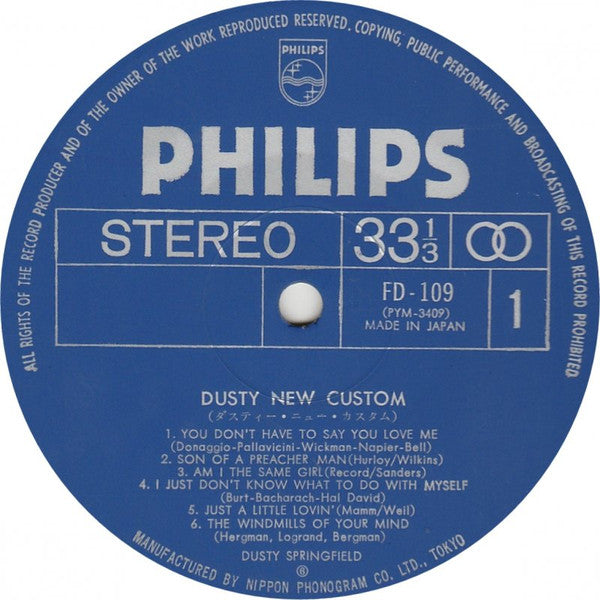 ALL RIGHTS OF THE RECORD PRODUCER AND OF THE OWNER OF THE WORK REPRODUCED RESERVED. COPYING, PUBLIC PERFORMANCE AND BROADCASTING OF THIS RECORD PROHIBITED
PHILIPS
PHILIPS
STEREO 33 1/3
FD-109 1
(PYM-3409)
MADE IN JAPAN
DUSTY NEW CUSTOM
(ダスティー・ニュー・カスタム)
1. YOU DON'T HAVE TO SAY YOU LOVE ME
(Donaggio-Pallavicini-Wickman-Napier-Bell)
2. SON OF A PREACHER MAN (Hurloy/Wilkins)
3. AM I THE SAME GIRL (Record/Sanders)
4. I JUST DON'T KNOW WHAT TO DO WITH MYSELF
(Burt-Bacharach-Hal David)
5. JUST A LITTLE LOVIN' (Mamm/Weil)
6. THE WINDMILLS OF YOUR MIND
(Hergman, Logrand, Bergman)
DUSTY SPRINGFIELD
MANUFACTURED BY NIPPON PHONOGRAM CO. LTD., TOKYO